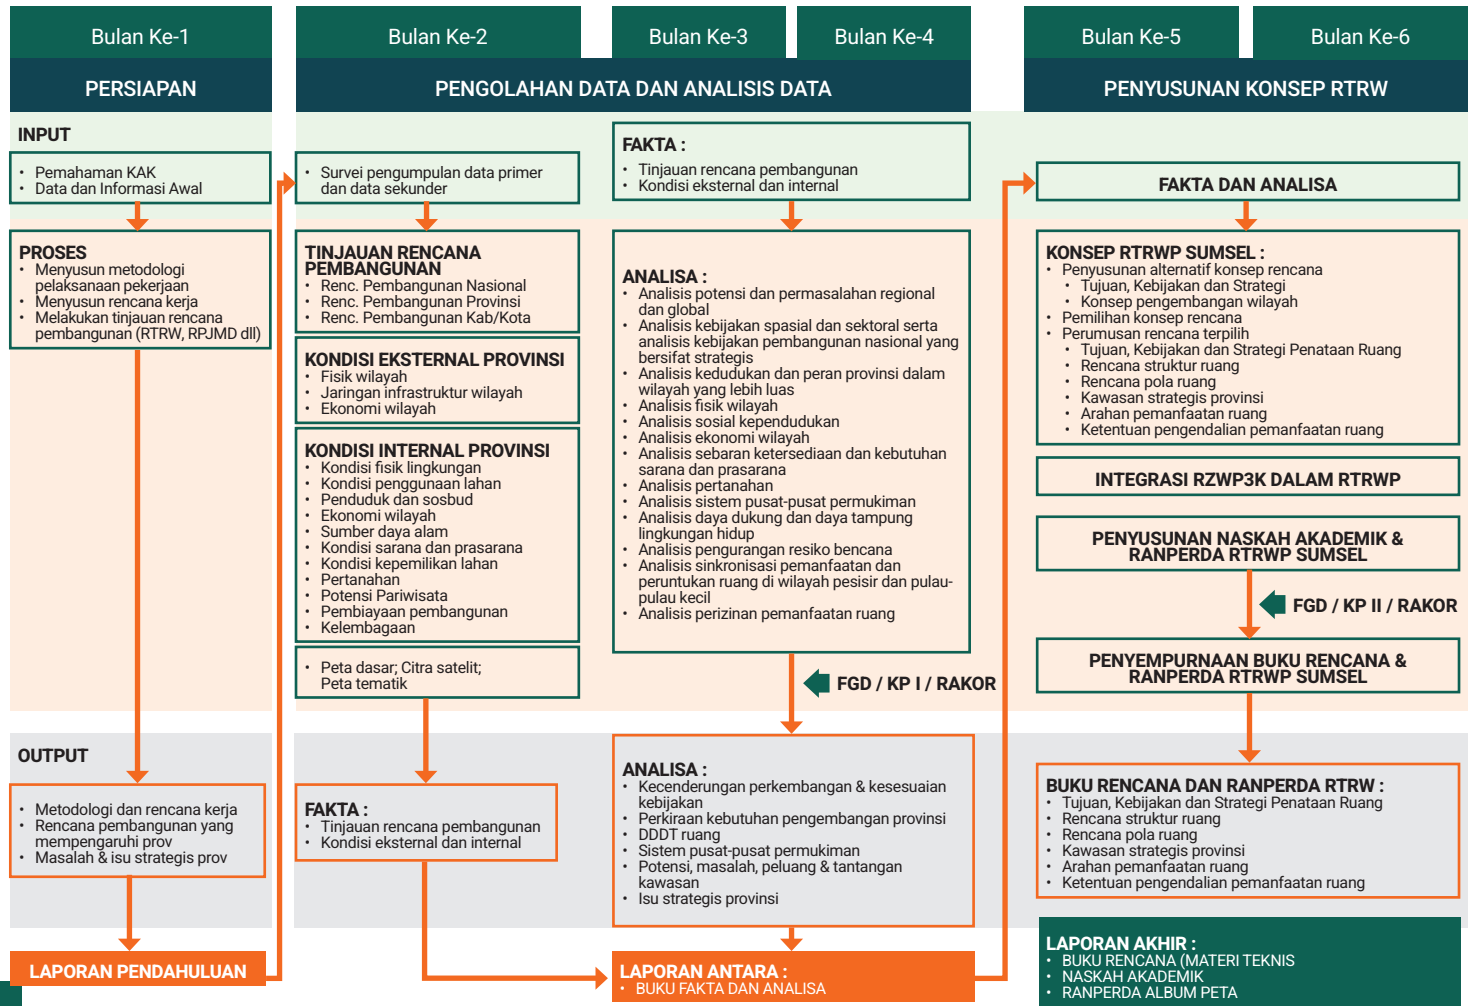 Bulan Ke-1
Bulan Ke-2
Bulan Ke-3
Bulan Ke-4
Bulan Ke-5
Bulan Ke-6
PERSIAPAN
PENGOLAHAN DATA DAN ANALISIS DATA
PENYUSUNAN KONSEP RTRW
INPUT
• Pemahaman KAK
• Data dan Informasi Awal
PROSES
• Menyusun metodologi
pelaksanaan pekerjaan
• Menyusun rencana kerja
• Melakukan tinjauan rencana
pembangunan (RTRW, RPJMD dll)
OUTPUT
• Metodologi dan rencana kerja
• Rencana pembangunan yang
mempengaruhi prov
• Masalah & isu strategis prov
LAPORAN PENDAHULUAN
• Survei pengumpulan data primer
dan data sekunder
TINJAUAN RENCANA
PEMBANGUNAN
• Renc. Pembangunan Nasional
• Renc. Pembangunan Provinsi
• Renc. Pembangunan Kab/Kota
KONDISI EKSTERNAL PROVINSI
• Fisik wilayah
• Jaringan infrastruktur wilayah
• Ekonomi wilayah
KONDISI INTERNAL PROVINSI
• Kondisi fisik lingkungan
• Kondisi penggunaan lahan
• Penduduk dan sosbud
• Ekonomi wilayah
• Sumber daya alam
• Kondisi sarana dan prasarana
• Kondisi kepemilikan lahan
• Pertanahan
• Potensi Pariwisata
• Pembiayaan pembangunan
• Kelembagaan
• Peta dasar; Citra satelit;
Peta tematik
FAKTA :
• Tinjauan rencana pembangunan
• Kondisi eksternal dan internal
FAKTA :
• Tinjauan rencana pembangunan
• Kondisi eksternal dan internal
ANALISA :
• Analisis potensi dan permasalahan regional
dan global
• Analisis kebijakan spasial dan sektoral serta
analisis kebijakan pembangunan nasional yang
bersifat strategis
• Analisis kedudukan dan peran provinsi dalam
wilayah yang lebih luas
• Analisis fisik wilayah
• Analisis sosial kependudukan
• Analisis ekonomi wilayah
• Analisis sebaran ketersediaan dan kebutuhan
sarana dan prasarana
• Analisis pertanahan
• Analisis sistem pusat-pusat permukiman
• Analisis daya dukung dan daya tampung
lingkungan hidup
• Analisis pengurangan resiko bencana
• Analisis sinkronisasi pemanfaatan dan
peruntukan ruang di wilayah pesisir dan pulau-
pulau kecil
• Analisis perizinan pemanfaatan ruang
FGD / KP I / RAKOR
ANALISA :
• Kecenderungan perkembangan & kesesuaian
kebijakan
• Perkiraan kebutuhan pengembangan provinsi
• DDDT ruang
• Sistem pusat-pusat permukiman
• Potensi, masalah, peluang & tantangan
kawasan
• Isu strategis provinsi
LAPORAN ANTARA :
• BUKU FAKTA DAN ANALISA
FAKTA DAN ANALISA
KONSEP RTRWP SUMSEL :
• Penyusunan alternatif konsep rencana
• Tujuan, Kebijakan dan Strategi
• Konsep pengembangan wilayah
• Pemilihan konsep rencana
• Perumusan rencana terpilih
• Tujuan, Kebijakan dan Strategi Penataan Ruang
• Rencana struktur ruang
• Rencana pola ruang
• Kawasan strategis provinsi
• Arahan pemanfaatan ruang
• Ketentuan pengendalian pemanfaatan ruang
INTEGRASI RZWP3K DALAM RTRWP
PENYUSUNAN NASKAH AKADEMIK &
RANPERDA RTRWP SUMSEL
FGD / KP II / RAKOR
PENYEMPURNAAN BUKU RENCANA &
RANPERDA RTRWP SUMSEL
BUKU RENCANA DAN RANPERDA RTRW :
• Tujuan, Kebijakan dan Strategi Penataan Ruang
• Rencana struktur ruang
• Rencana pola ruang
• Kawasan strategis provinsi
• Arahan pemanfaatan ruang
• Ketentuan pengendalian pemanfaatan ruang
LAPORAN AKHIR :
• BUKU RENCANA (MATERI TEKNIS
• NASKAH AKADEMIK
• RANPERDA ALBUM PETA